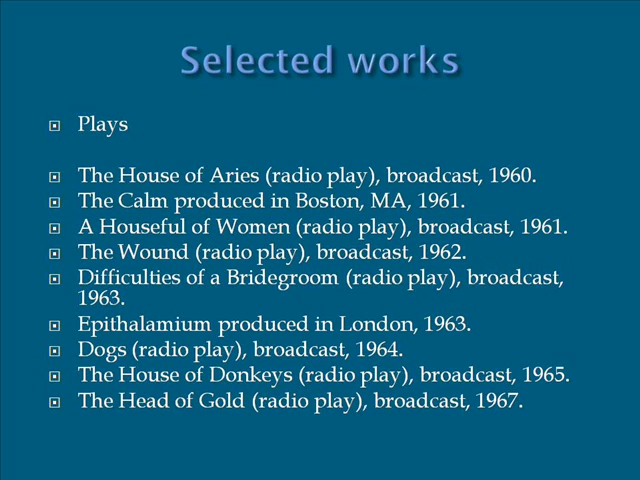 Selected works
Plays
The House of Aries (radio play), broadcast, 1960.
The Calm produced in Boston, MA, 1961.
A Houseful of Women (radio play), broadcast, 1961.
The Wound (radio play), broadcast, 1962.
Difficulties of a Bridegroom (radio play), broadcast,
1963.
Epithalamium produced in London, 1963.
Dogs (radio play), broadcast, 1964.
The House of Donkeys (radio play), broadcast, 1965.
The Head of Gold (radio play), broadcast, 1967.